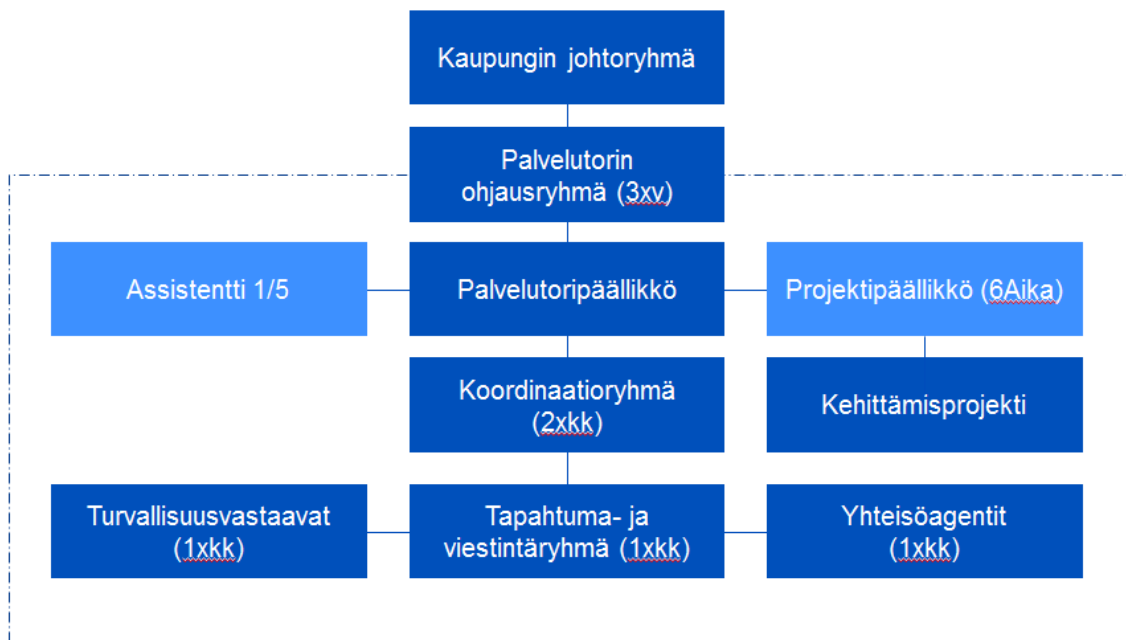 Kaupungin johtoryhmä
Palvelutorin
ohjausryhmä (3xv)
Assistentti 1/5
Palvelutoripäällikkö
Projektipäällikkö (6Aika)
Koordinaatioryhmä
(2xkk)
Kehittämisprojekti
Turvallisuusvastaavat
(1xkk)
Tapahtuma- ja
viestintäryhmä (1xkk)
Yhteisöagentit
(1xkk)